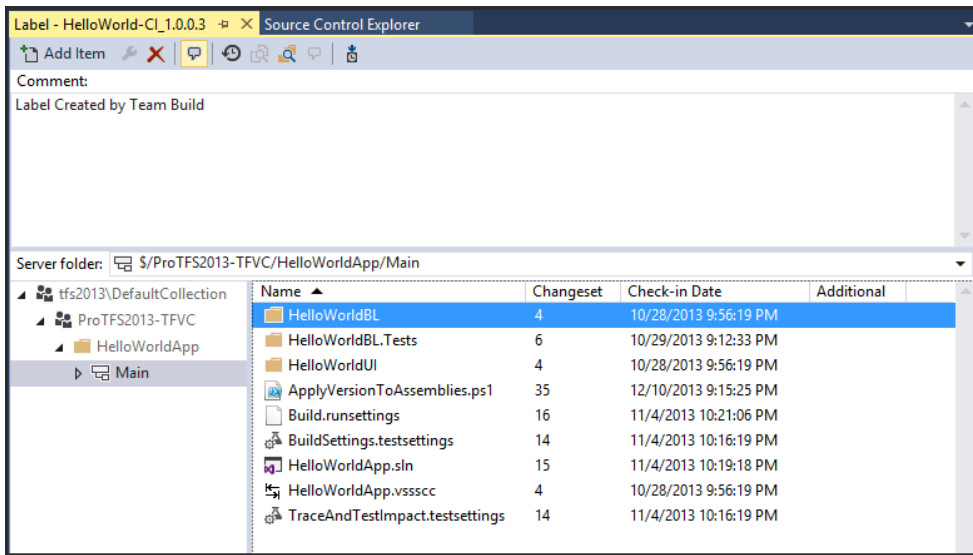 Label - HelloWorld-CI_1.0.0.3 Source Control Explorer
Add Item
Comment:
Label Created by Team Build
Server folder: $/ProTFS2013-TFVC/HelloWorldApp/Main
tfs2013\DefaultCollection
ProTFS2013-TFVC
HelloWorldApp
Main
Name Changeset Check-in Date Additional
HelloWorldBL 4 10/28/2013 9:56:19 PM
HelloWorldBL.Tests 6 10/29/2013 9:12:33 PM
HelloWorldUI 4 10/28/2013 9:56:19 PM
ApplyVersionToAssemblies.ps1 35 12/10/2013 9:15:25 PM
Build.runsettings 16 11/4/2013 10:21:06 PM
BuildSettings.testsettings 14 11/4/2013 10:16:19 PM
HelloWorldApp.sln 15 11/4/2013 10:19:18 PM
HelloWorldApp.vssscc 4 10/28/2013 9:56:19 PM
TraceAndTestImpact.testsettings 14 11/4/2013 10:16:19 PM